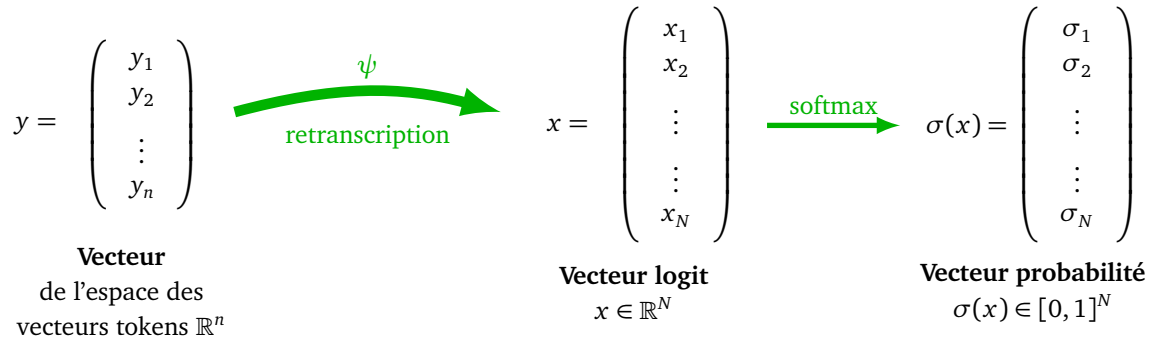 y = ( y₁ y₂ ⋮ yₙ )
ψ
retranscription
x = ( x₁ x₂ ⋮ ⋮ x_N )
softmax
σ(x) = ( σ₁ σ₂ ⋮ ⋮ σ_N )
Vecteur
de l'espace des
vecteurs tokens ℝⁿ
Vecteur logit
x ∈ ℝᴺ
Vecteur probabilité
σ(x) ∈ [0, 1]ᴺ